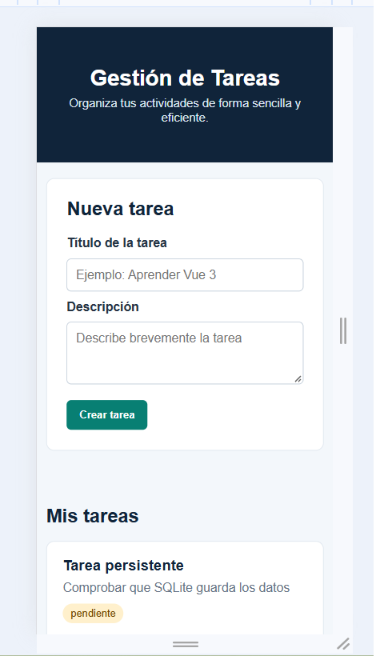 Gestión de Tareas
Organiza tus actividades de forma sencilla y
eficiente.
Nueva tarea
Título de la tarea
Ejemplo: Aprender Vue 3
Descripción
Describe brevemente la tarea
Crear tarea
Mis tareas
Tarea persistente
Comprobar que SQLite guarda los datos
pendiente